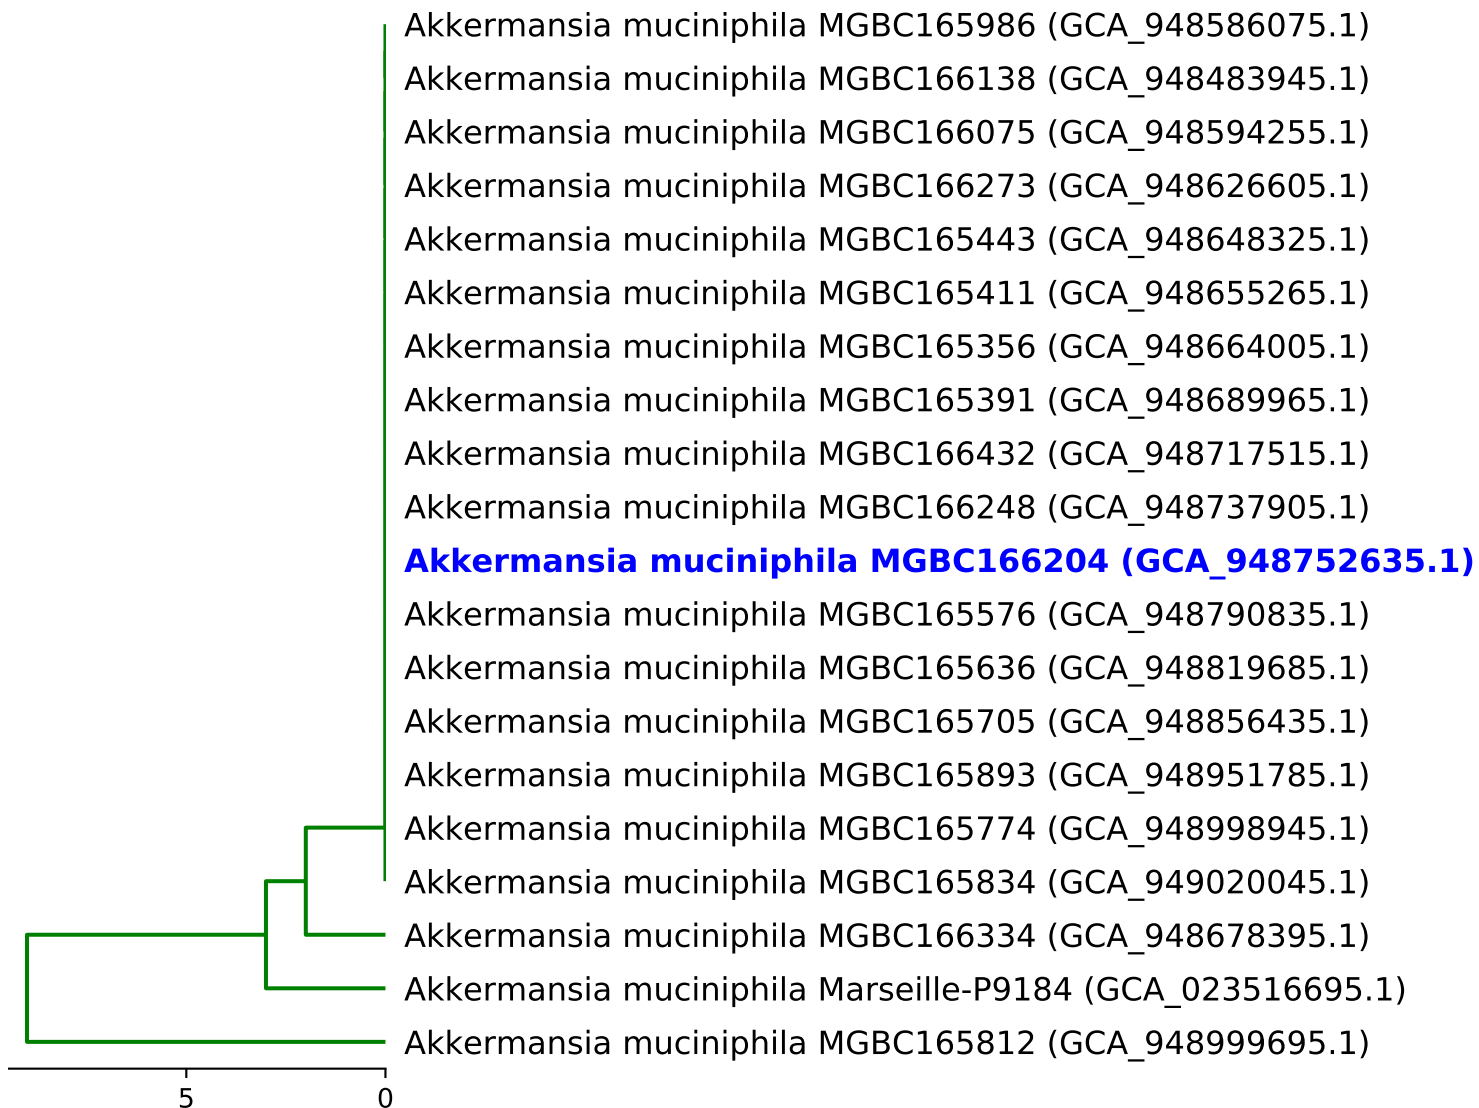 Akkermansia muciniphila MGBC165986 (GCA_948586075.1)
Akkermansia muciniphila MGBC166138 (GCA_948483945.1)
Akkermansia muciniphila MGBC166075 (GCA_948594255.1)
Akkermansia muciniphila MGBC166273 (GCA_948626605.1)
Akkermansia muciniphila MGBC165443 (GCA_948648325.1)
Akkermansia muciniphila MGBC165411 (GCA_948655265.1)
Akkermansia muciniphila MGBC165356 (GCA_948664005.1)
Akkermansia muciniphila MGBC165391 (GCA_948689965.1)
Akkermansia muciniphila MGBC166432 (GCA_948717515.1)
Akkermansia muciniphila MGBC166248 (GCA_948737905.1)
Akkermansia muciniphila MGBC166204 (GCA_948752635.1)
Akkermansia muciniphila MGBC165576 (GCA_948790835.1)
Akkermansia muciniphila MGBC165636 (GCA_948819685.1)
Akkermansia muciniphila MGBC165705 (GCA_948856435.1)
Akkermansia muciniphila MGBC165893 (GCA_948951785.1)
Akkermansia muciniphila MGBC165774 (GCA_948998945.1)
Akkermansia muciniphila MGBC165834 (GCA_949020045.1)
Akkermansia muciniphila MGBC166334 (GCA_948678395.1)
Akkermansia muciniphila Marseille-P9184 (GCA_023516695.1)
Akkermansia muciniphila MGBC165812 (GCA_948999695.1)
5 0